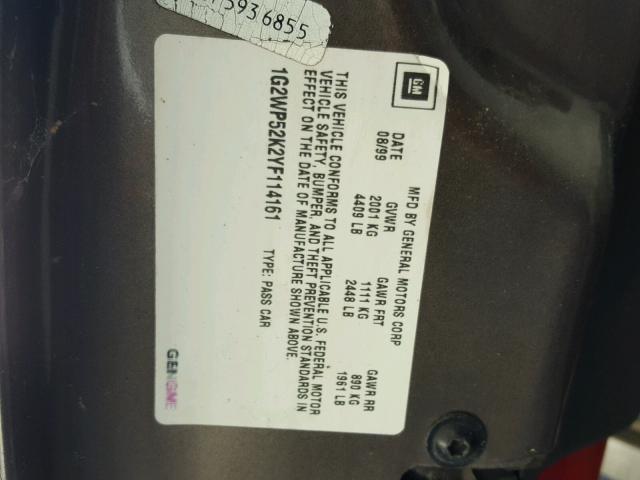 5936855
GM
MFD BY GENERAL MOTORS CORP
DATE GVWR GAWR FRT GAWR RR
08/99 2001 KG 1111 KG 890 KG
4409 LB 2448 LB 1961 LB
THIS VEHICLE CONFORMS TO ALL APPLICABLE U.S. FEDERAL MOTOR
VEHICLE SAFETY, BUMPER, AND THEFT PREVENTION STANDARDS IN
EFFECT ON THE DATE OF MANUFACTURE SHOWN ABOVE.
1G2WP52K2YF114161 TYPE: PASS CAR